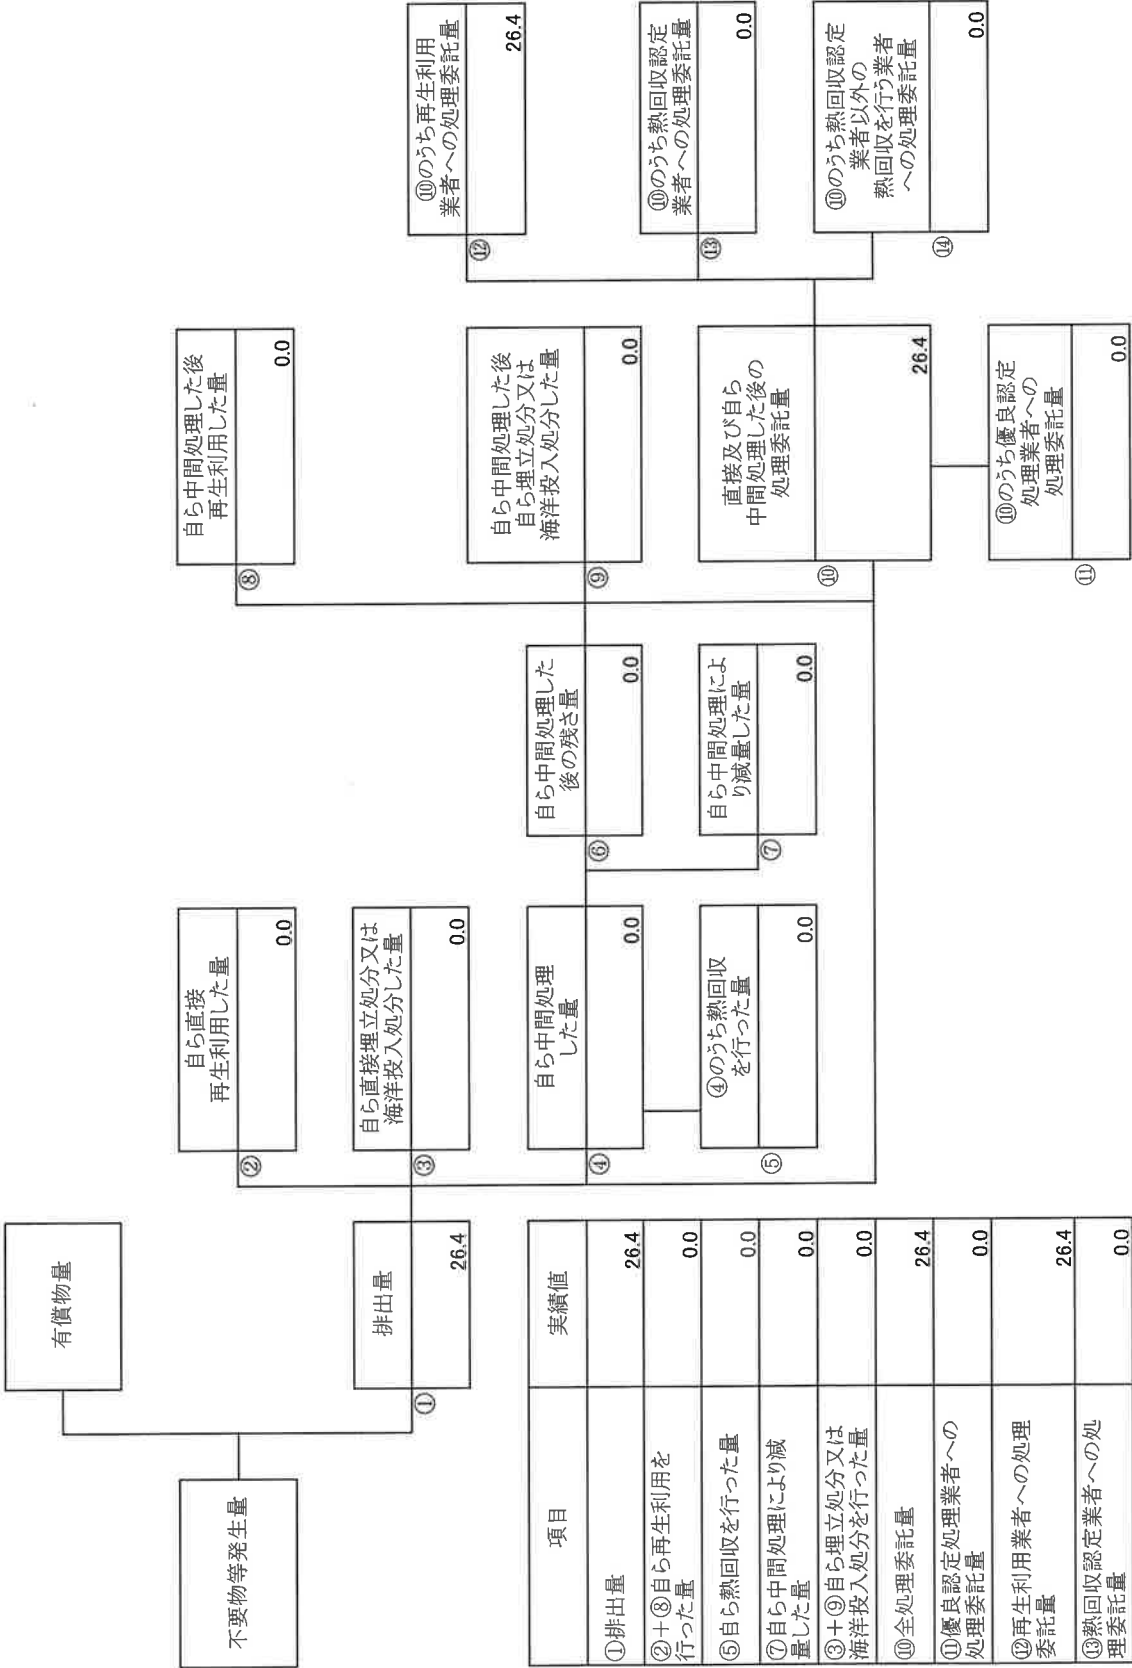 不要物等発生量
有償物量
排出量
①
26.4
自ら直接
再生利用した量
②
0.0
自ら直接埋立処分又は
海洋投入処分した量
③
0.0
自ら中間処理
した量
④
0.0
④のうち熱回収
を行った量
⑤
0.0
自ら中間処理した
後の残さ量
⑥
0.0
自ら中間処理によ
り減量した量
⑦
0.0
自ら中間処理した後
再生利用した量
⑧
0.0
自ら中間処理した後
自ら埋立処分又は
海洋投入処分した量
⑨
0.0
直接及び自ら
中間処理した後の
処理委託量
⑩
26.4
⑩のうち優良認定
処理業者への
処理委託量
⑪
0.0
⑩のうち再生利用
業者への処理委託量
⑫
26.4
⑩のうち熱回収認定
業者への処理委託量
⑬
0.0
⑩のうち熱回収認定
業者以外の
熱回収を行う業者
への処理委託量
⑭
0.0
項目 実績値
①排出量 26.4
②+⑧自ら再生利用を
行った量 0.0
⑤自ら熱回収を行った量 0.0
⑦自ら中間処理により減
量した量 0.0
③+⑨自ら埋立処分又は
海洋投入処分を行った量 0.0
⑩全処理委託量 26.4
⑪優良認定処理業者への
処理委託量 0.0
⑫再生利用業者への処理
委託量 26.4
⑬熱回収認定業者への処
理委託量 0.0